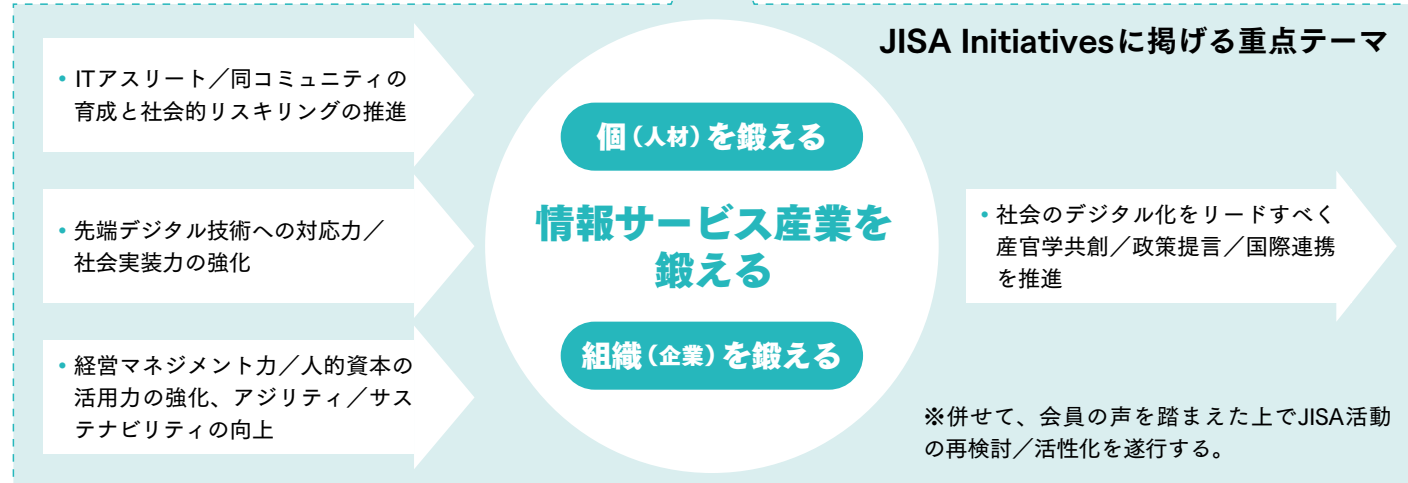 JISA Initiativesに掲げる重点テーマ
・ITアスリート／同コミュニティの
育成と社会的リスキリングの推進
・先端デジタル技術への対応力／
社会実装力の強化
・経営マネジメント力／人的資本の
活用力の強化、アジリティ／サス
テナビリティの向上
個（人材）を鍛える
情報サービス産業を
鍛える
組織（企業）を鍛える
・社会のデジタル化をリードすべく
産官学共創／政策提言／国際連携
を推進
※併せて、会員の声を踏まえた上でJISA活動
の再検討／活性化を遂行する。